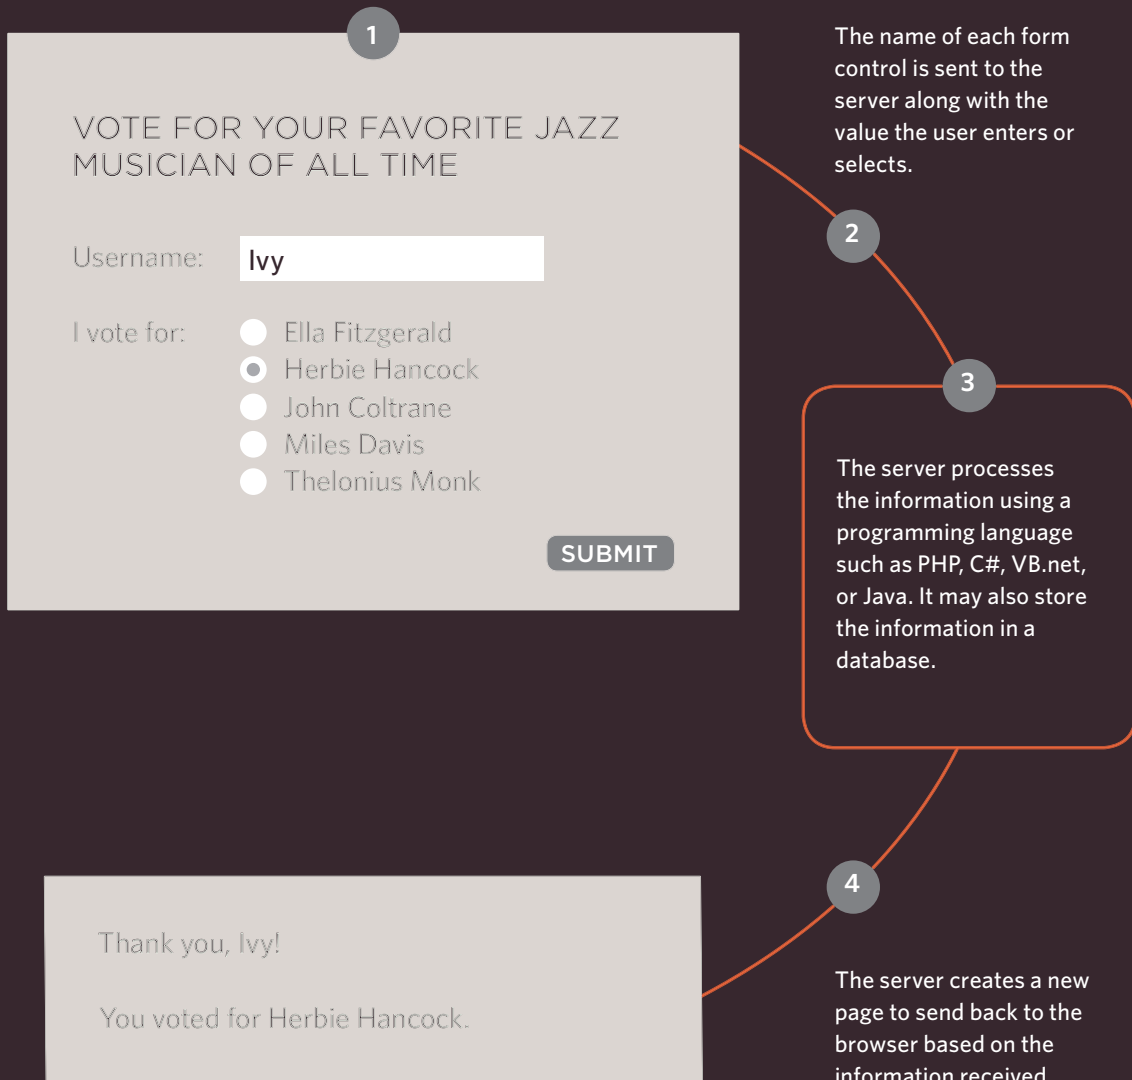 1
VOTE FOR YOUR FAVORITE JAZZ
MUSICIAN OF ALL TIME
Username: Ivy
I vote for: Ella Fitzgerald
Herbie Hancock
John Coltrane
Miles Davis
Thelonius Monk
SUBMIT
The name of each form
control is sent to the
server along with the
value the user enters or
selects.
2
3
The server processes
the information using a
programming language
such as PHP, C#, VB.net,
or Java. It may also store
the information in a
database.
4
Thank you, Ivy!
You voted for Herbie Hancock.
The server creates a new
page to send back to the
browser based on the
information received